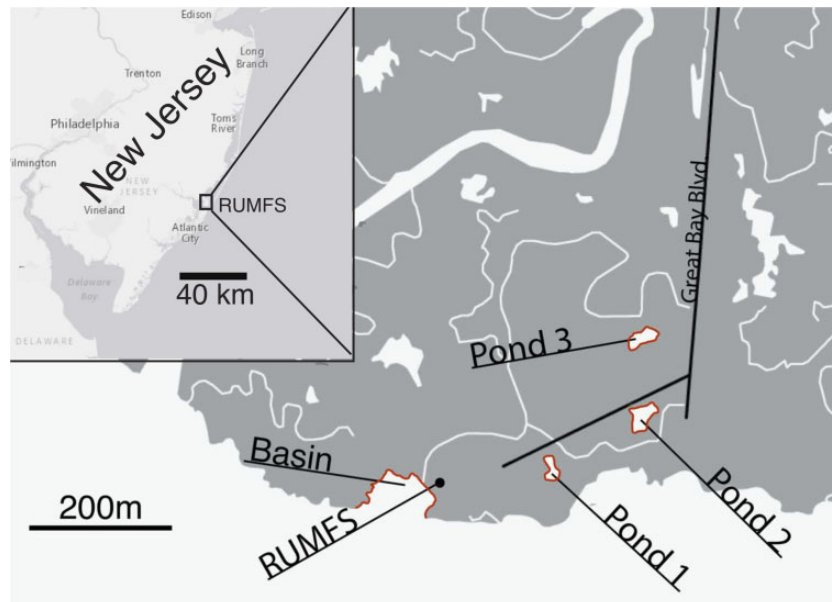 Edison
Long
Branch
Trenton
New Jersey
Toms
River
Philadelphia
Wilmington
NEW
JERSEY
Vineland
RUMFS
Atlantic
City
40 km
Delaware
Bay
DELAWARE
Great Bay Blvd.
Pond 3
Basin
200m
RUMFS
Pond 1
Pond 2